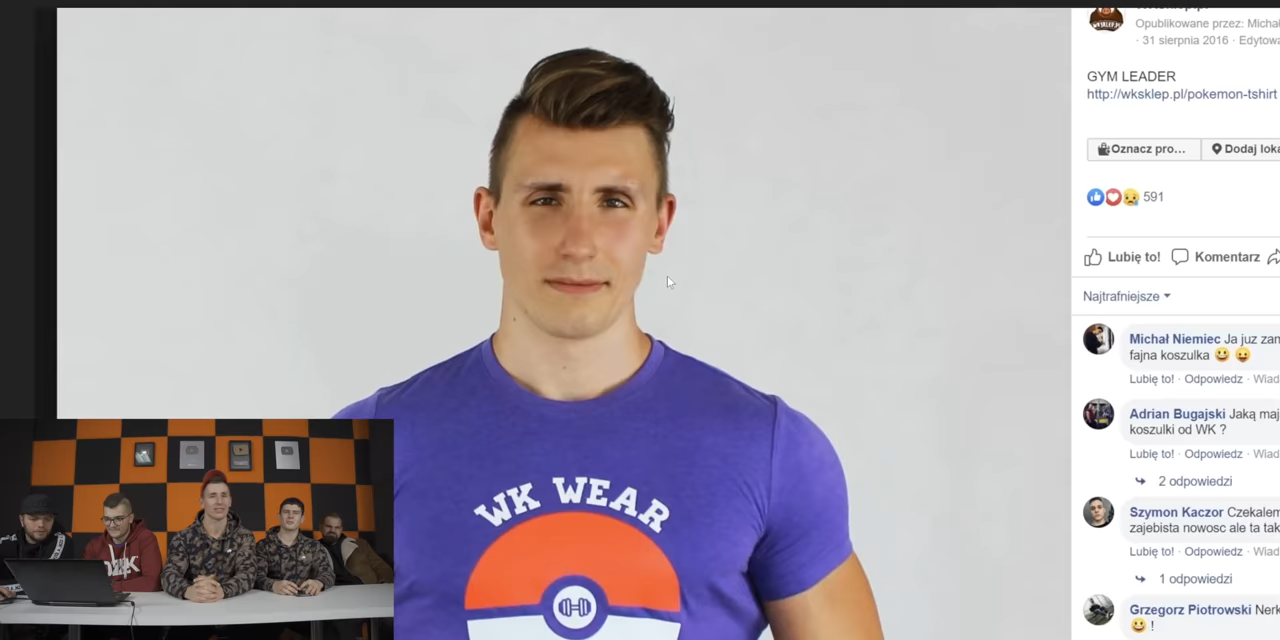 Opublikowane przez: Micha
· 31 sierpnia 2016 · Edytowa
GYM LEADER
http://wksklep.pl/pokemon-tshirt
Oznacz pro...
Dodaj loka
591
Lubię to!
Komentarz
Najtrafniejsze
Michał Niemiec Ja juz zam
fajna koszulka 😀 😛
Lubię to! · Odpowiedz · Wiad
Adrian Bugajski Jaką maj
koszulki od WK ?
Lubię to! · Odpowiedz · Wiad
2 odpowiedzi
Szymon Kaczor Czekałem
zajebista nowosc ale ta tak
Lubię to! · Odpowiedz · Wiad
1 odpowiedzi
Grzegorz Piotrowski Nerk
😀 !
WK WEAR